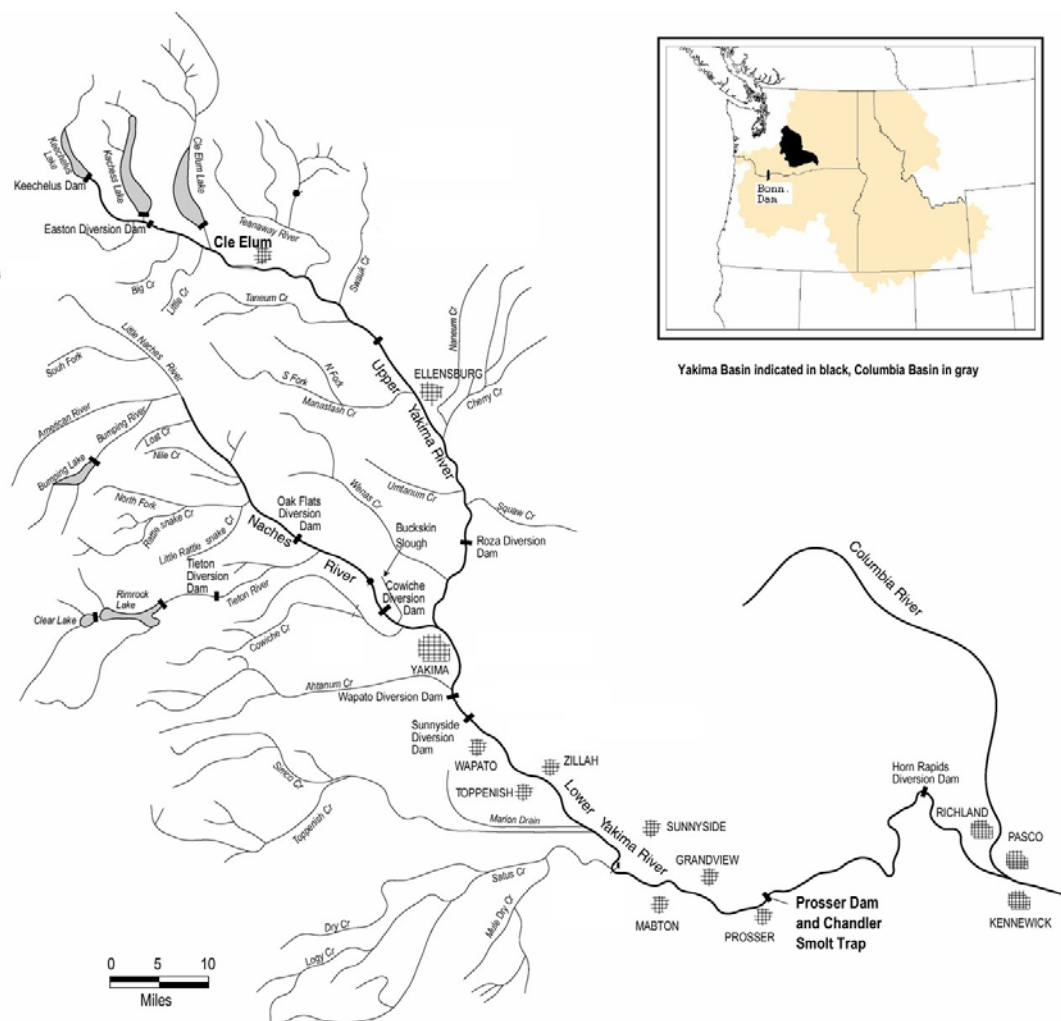 Keechelus
Lake
Kachess Lake
Cle Elum Lake
Keechelus Dam
Easton Diversion Dam
Cle Elum
Teanaway River
Swauk Cr
Big Cr
Little Cr
Taneum Cr
Naneum Cr
Little Naches River
Souh Fork
S Fork
N Fork
Manastash Cr
ELLENSBURG
Cherry Cr
Upper Yakima River
American River
Bumping River
Bumping Lake
Lost Cr
Nile Cr
Umtanum Cr
Squaw Cr
Wenas Cr
North Fork
Rattle snake Cr
Little Rattle snake Cr
Oak Flats
Diversion
Dam
Naches River
Buckskin
Slough
Roza Diversion
Dam
Tieton
Diversion
Dam
Tieton River
Rimrock
Lake
Clear Lake
Cowiche
Diversion
Dam
Cowiche Cr
YAKIMA
Ahtanum Cr
Wapato Diversion Dam
Sunnyside
Diversion
Dam
WAPATO
ZILLAH
TOPPENISH
Simco Cr
Toppenish Cr
Marion Drain
Lower Yakima River
SUNNYSIDE
GRANDVIEW
MABTON
PROSSER
Prosser Dam
and Chandler
Smolt Trap
Satus Cr
Mule Dry Cr
Dry Cr
Logy Cr
Columbia River
Horn Rapids
Diversion Dam
RICHLAND
PASCO
KENNEWICK
Bonn.
Dam
Yakima Basin indicated in black, Columbia Basin in gray
0 5 10
Miles